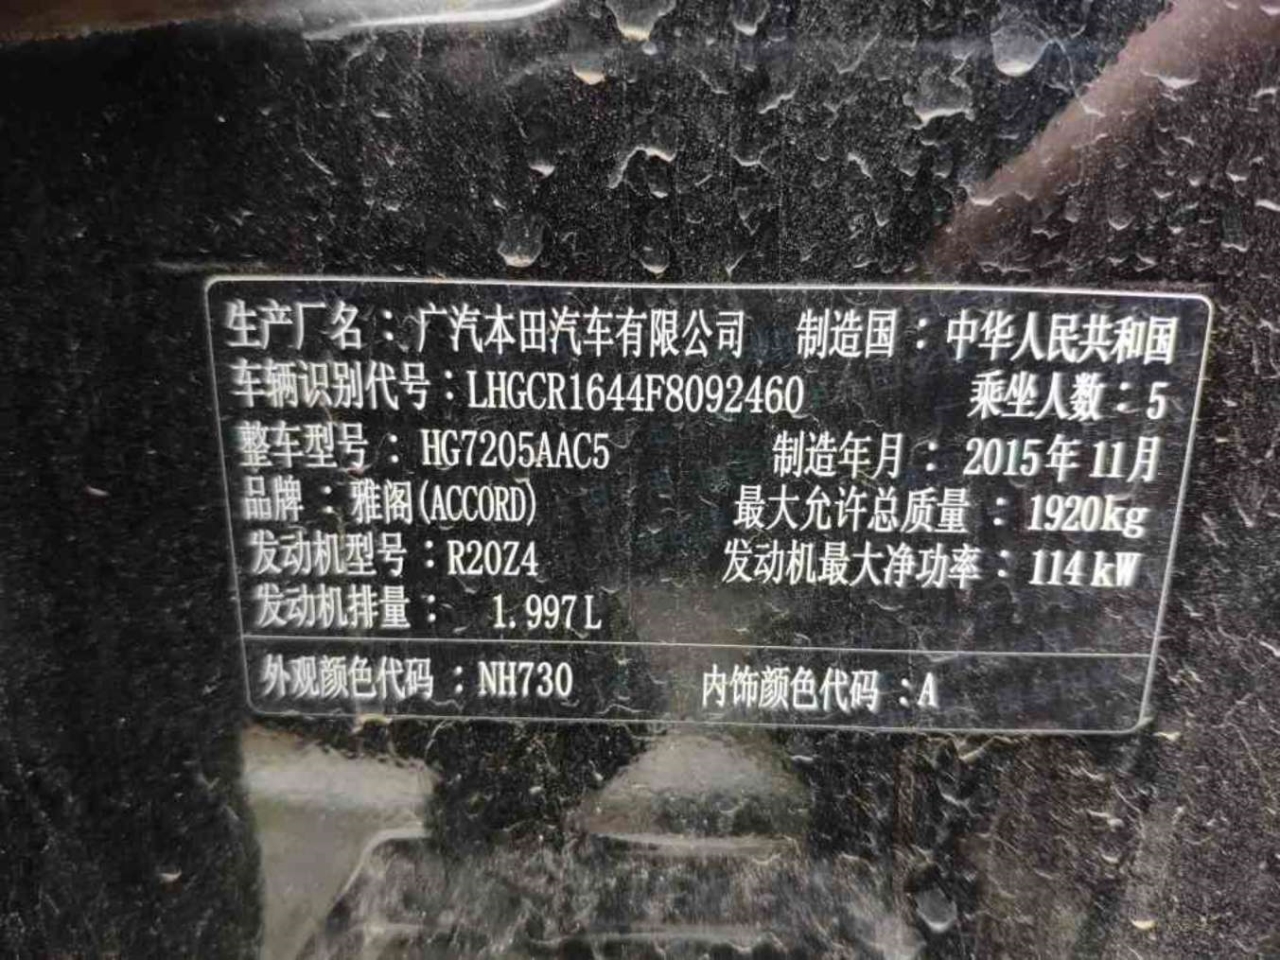 生产厂名：广汽本田汽车有限公司 制造国：中华人民共和国
车辆识别代号：LHGCR1644F8092460 乘坐人数：5
整车型号：HG7205AAC5 制造年月：2015年11月
品牌：雅阁(ACCORD) 最大允许总质量：1920kg
发动机型号：R20Z4 发动机最大净功率：114kW
发动机排量：1.997L
外观颜色代码：NH730 内饰颜色代码：A